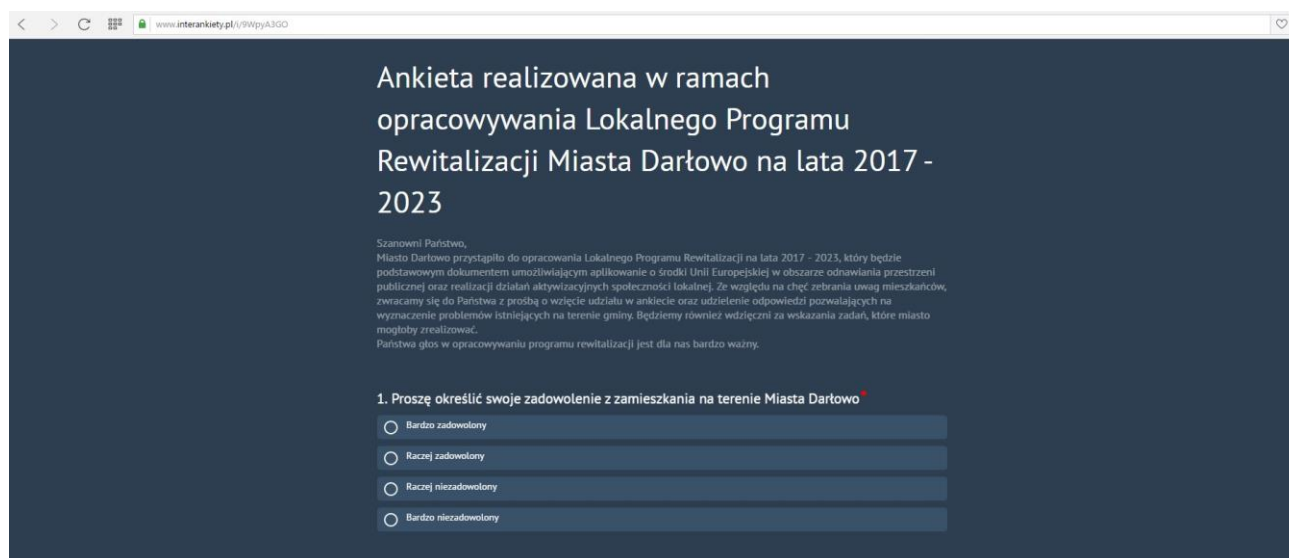 www.interankiety.pl/i/9WpyA3GO
Ankieta realizowana w ramach
opracowywania Lokalnego Programu
Rewitalizacji Miasta Darłowo na lata 2017 -
2023
Szanowni Państwo,
Miasto Darłowo przystąpiło do opracowania Lokalnego Programu Rewitalizacji na lata 2017 - 2023, który będzie
podstawowym dokumentem umożliwiającym aplikowanie o środki Unii Europejskiej w obszarze odnawiania przestrzeni
publicznej oraz realizacji działań aktywizacyjnych społeczności lokalnej. Ze względu na chęć zebrania uwag mieszkańców,
zwracamy się do Państwa z prośbą o wzięcie udziału w ankiecie oraz udzielenie odpowiedzi pozwalających na
wyznaczenie problemów istniejących na terenie gminy. Będziemy również wdzięczni za wskazania zadań, które miasto
mogłoby zrealizować.
Państwa głos w opracowywaniu programu rewitalizacji jest dla nas bardzo ważny.
1. Proszę określić swoje zadowolenie z zamieszkania na terenie Miasta Darłowo*
Bardzo zadowolony
Raczej zadowolony
Raczej niezadowolony
Bardzo niezadowolony